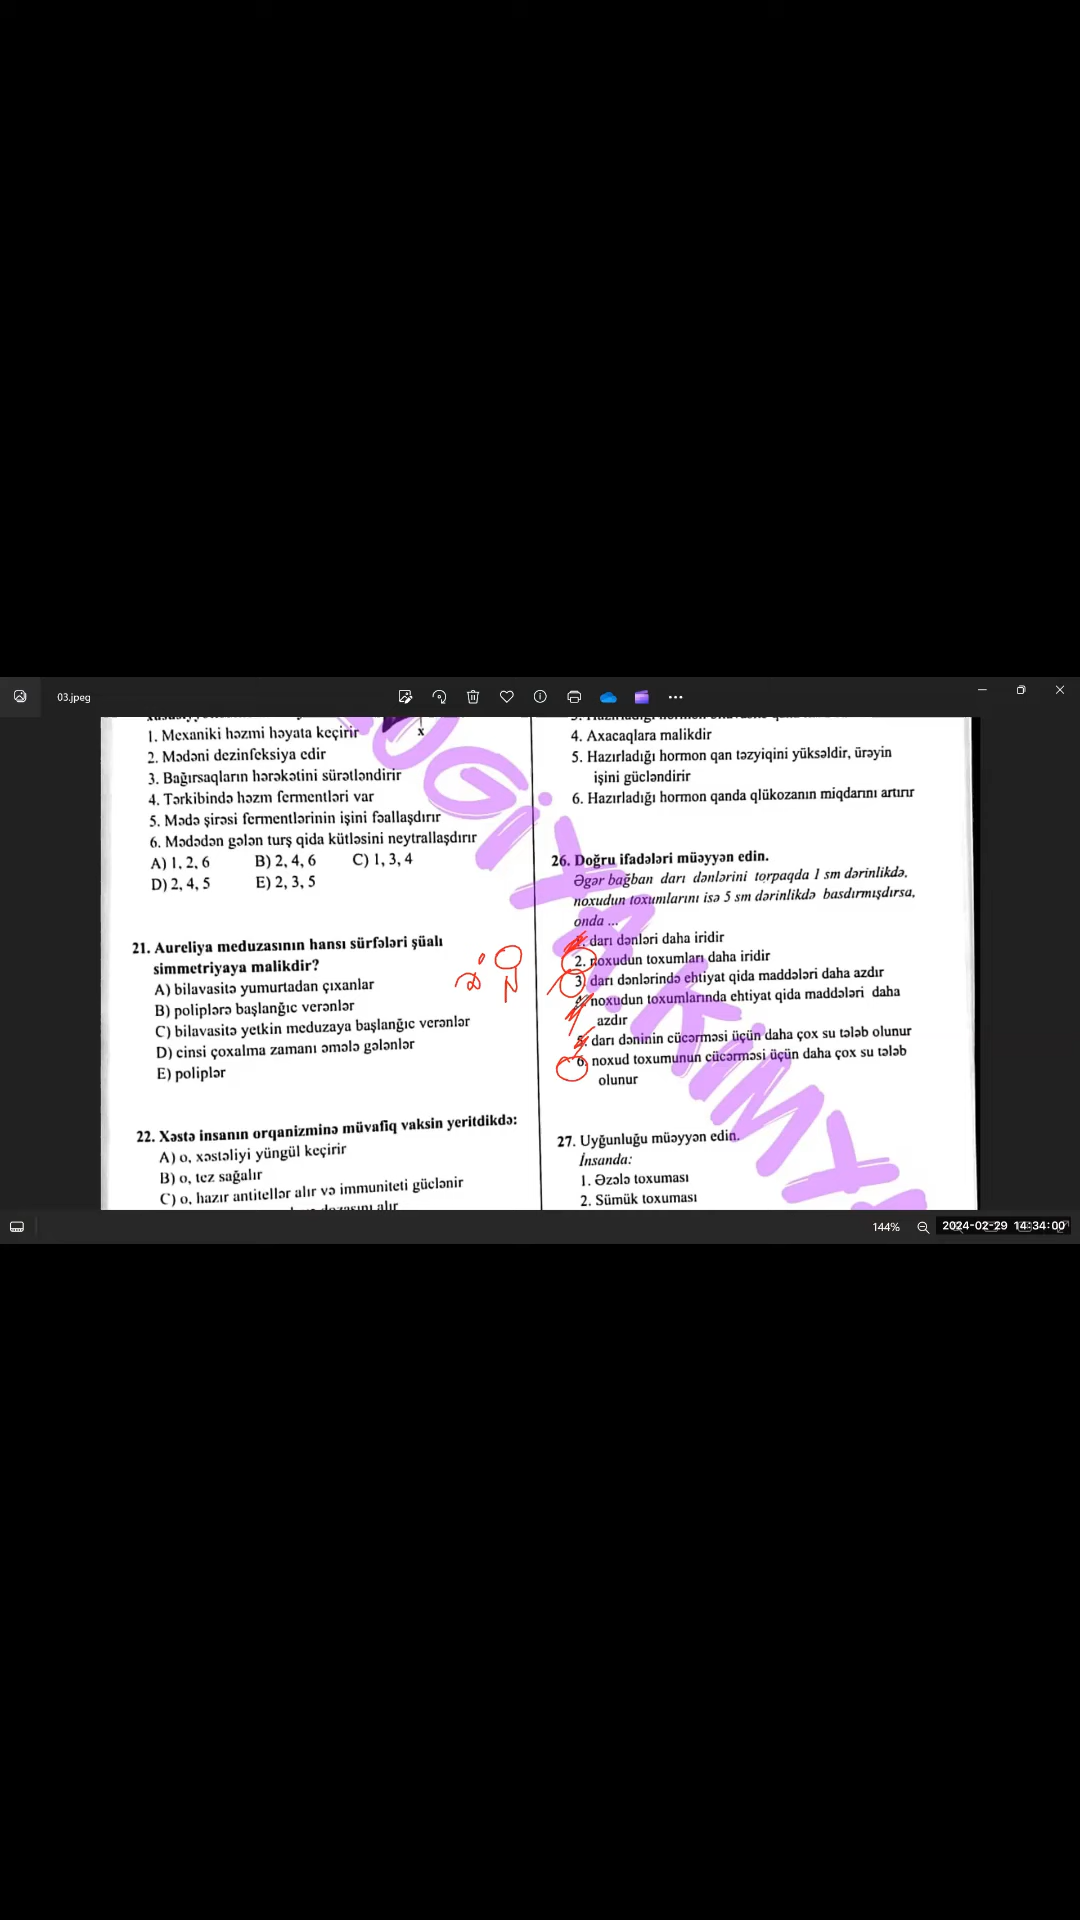 03.jpeg
1. Mexaniki həzmi həyata keçirir
x
2. Mədəni dezinfeksiya edir
3. Bağırsaqların hərəkətini sürətləndirir
4. Tərkibində həzm fermentləri var
5. Mədə şirəsi fermentlərinin işini fəallaşdırır
6. Mədədən gələn turş qida kütləsini neytrallaşdırır
A) 1, 2, 6 B) 2, 4, 6 C) 1, 3, 4
D) 2, 4, 5 E) 2, 3, 5
21. Aureliya meduzasının hansı sürfələri şüalı
simmetriyaya malikdir?
A) bilavasitə yumurtadan çıxanlar
B) poliplərə başlanğıc verənlər
C) bilavasitə yetkin meduzaya başlanğıc verənlər
D) cinsi çoxalma zamanı əmələ gələnlər
E) poliplər
22. Xəstə insanın orqanizminə müvafiq vaksin yeritdikdə:
A) o, xəstəliyi yüngül keçirir
B) o, tez sağalır
C) o, hazır antitellər alır və immuniteti güclənir
4. Axacaqlara malikdir
5. Hazırladığı hormon qan təzyiqini yüksəldir, ürəyin
işini gücləndirir
6. Hazırladığı hormon qanda qlükozanın miqdarını artırır
26. Doğru ifadələri müəyyən edin.
Əgər bağban darı dənlərini torpaqda 1 sm dərinlikdə,
noxudun toxumlarını isə 5 sm dərinlikdə basdırmışdırsa,
onda ...
1. darı dənləri daha iridir
2. noxudun toxumları daha iridir
3. darı dənlərində ehtiyat qida maddələri daha azdır
4. noxudun toxumlarında ehtiyat qida maddələri daha
azdır
5. darı dəninin cücərməsi üçün daha çox su tələb olunur
6. noxud toxumunun cücərməsi üçün daha çox su tələb
olunur
N
27. Uyğunluğu müəyyən edin.
İnsanda:
1. Əzələ toxuması
2. Sümük toxuması
OGİYA.KİMYA
144%
2024-02-29 14:34:00